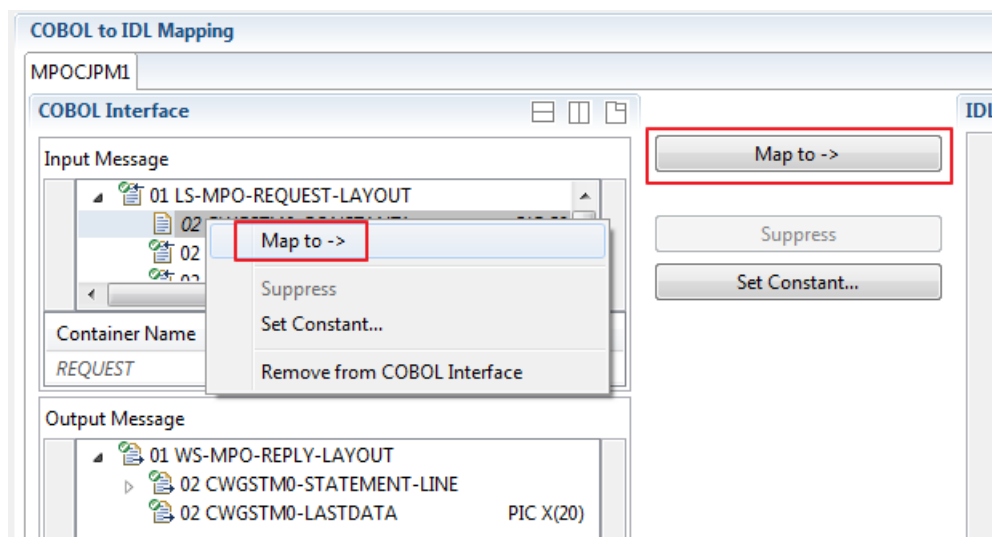 COBOL to IDL Mapping
MPOCJPM1
COBOL Interface
IDL
Input Message
Map to ->
01 LS-MPO-REQUEST-LAYOUT
02
Map to ->
Suppress
02
Suppress
Set Constant...
Set Constant...
Container Name
REQUEST
Remove from COBOL Interface
Output Message
01 WS-MPO-REPLY-LAYOUT
02 CWGSTM0-STATEMENT-LINE
02 CWGSTM0-LASTDATA PIC X(20)